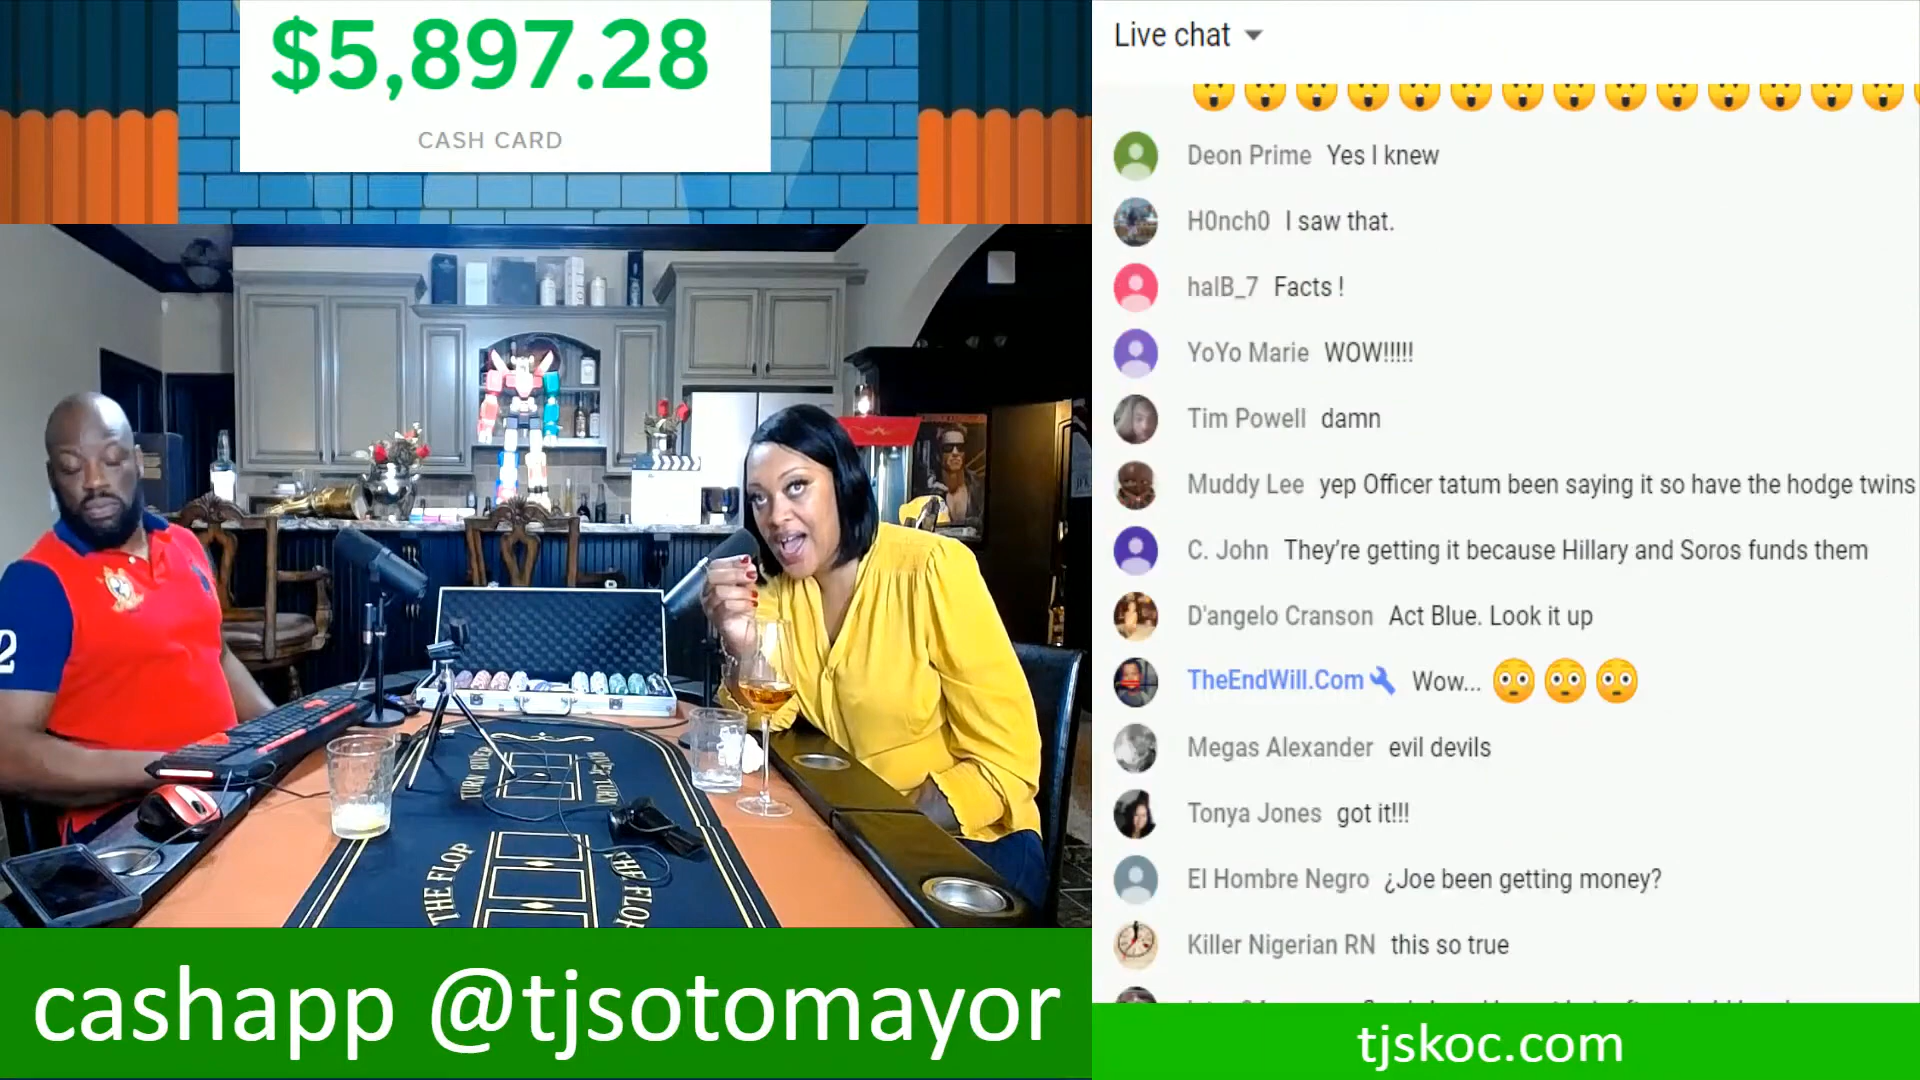 $5,897.28
CASH CARD
TURN RIVER
THE FLOP
THE FLOP
2
cashapp @tjsotomayor
Live chat
Deon Prime Yes I knew
H0nch0 I saw that.
halB_7 Facts !
YoYo Marie WOW!!!!!
Tim Powell damn
Muddy Lee yep Officer tatum been saying it so have the hodge twins
C. John They’re getting it because Hillary and Soros funds them
D'angelo Cranson Act Blue. Look it up
TheEndWill.Com Wow... 😳😳😳
Megas Alexander evil devils
Tonya Jones got it!!!
El Hombre Negro ¿Joe been getting money?
Killer Nigerian RN this so true
tjskoc.com